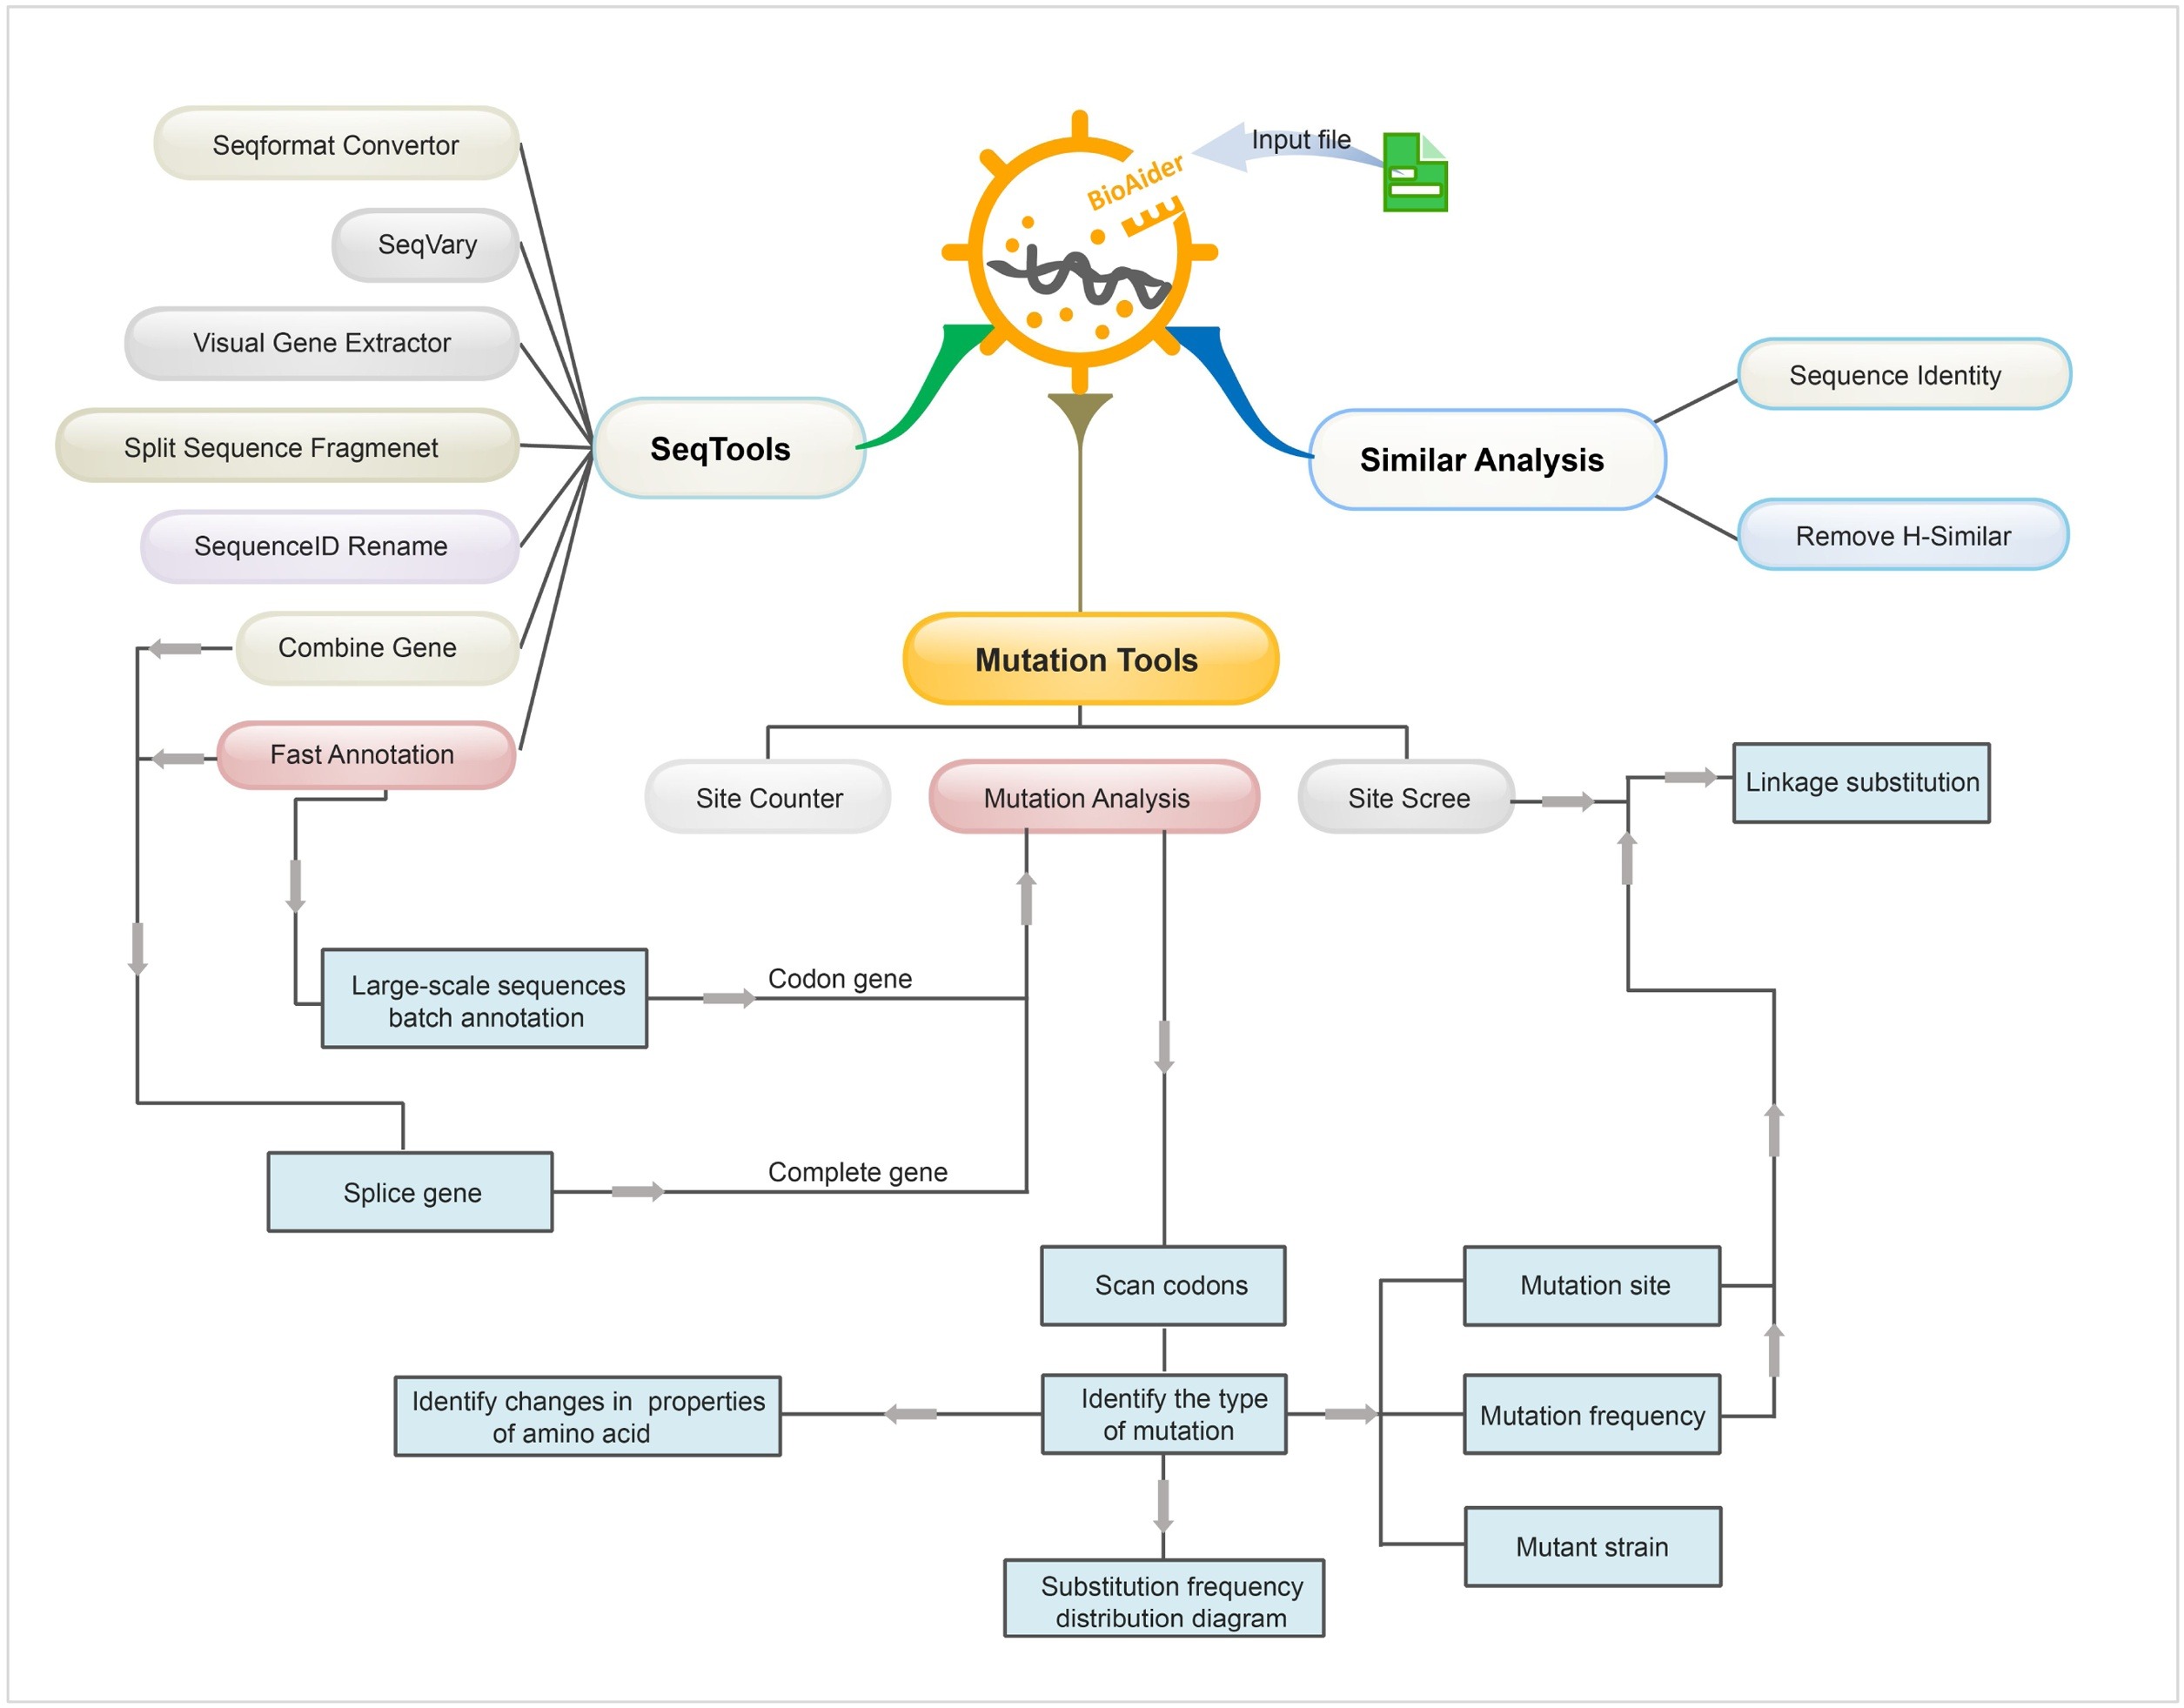 Input file
BioAider
Seqformat Convertor
SeqVary
Visual Gene Extractor
Split Sequence Fragmenet
SequenceID Rename
Combine Gene
Fast Annotation
SeqTools
Similar Analysis
Sequence Identity
Remove H-Similar
Mutation Tools
Site Counter
Mutation Analysis
Site Scree
Linkage substitution
Large-scale sequences
batch annotation
Codon gene
Splice gene
Complete gene
Scan codons
Identify the type
of mutation
Identify changes in properties
of amino acid
Substitution frequency
distribution diagram
Mutation site
Mutation frequency
Mutant strain